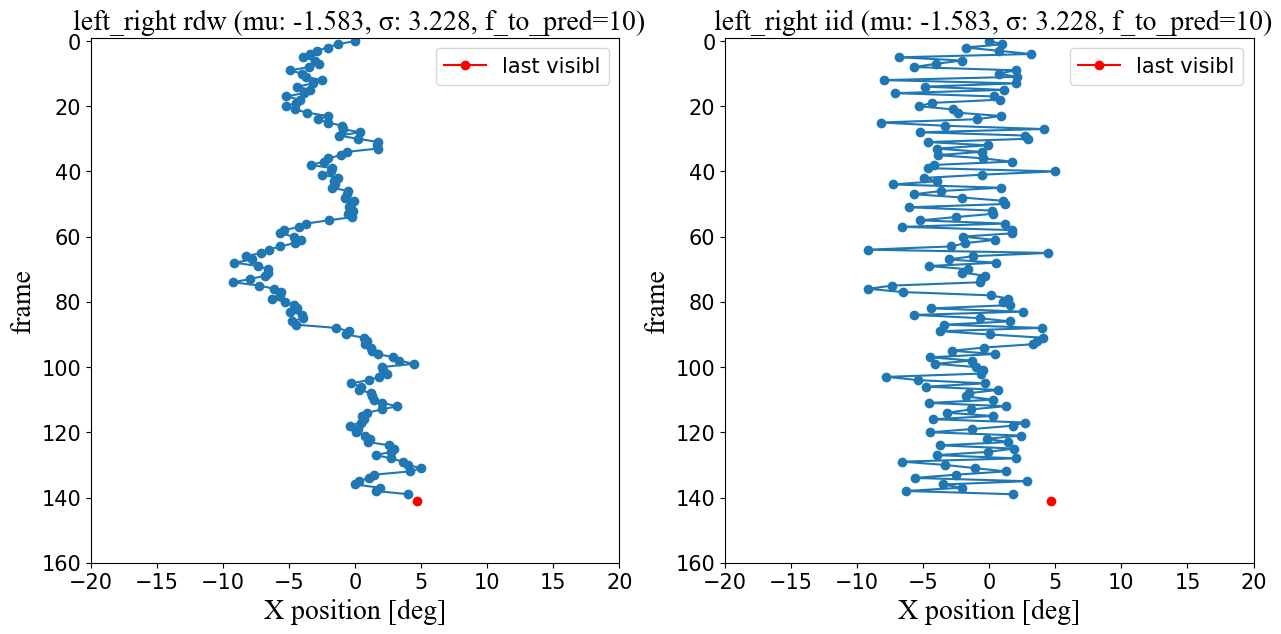 left_right rdw (mu: -1.583, σ: 3.228, f_to_pred=10)
last visibl
0
20
40
60
80
100
120
140
160
frame
−20 −15 −10 −5 0 5 10 15 20
X position [deg]
left_right iid (mu: -1.583, σ: 3.228, f_to_pred=10)
last visibl
0
20
40
60
80
100
120
140
160
frame
−20 −15 −10 −5 0 5 10 15 20
X position [deg]